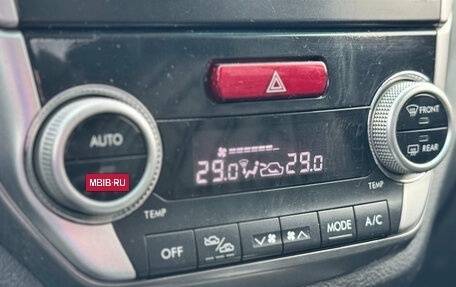 FRONT
AUTO
REAR
29.0 29.0
MBIB·RU
TEMP
TEMP
OFF
MODE
A/C